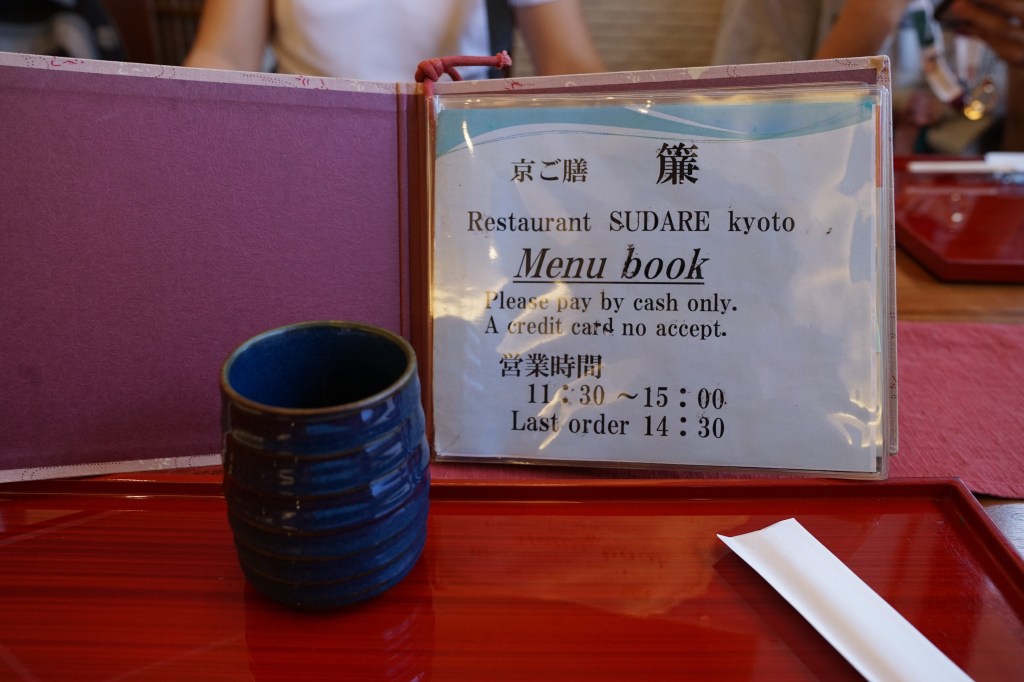 京ご膳 簾
Restaurant SUDARE kyoto
Menu book
Please pay by cash only.
A credit card no accept.
営業時間
11：30 ～15：00
Last order 14：30